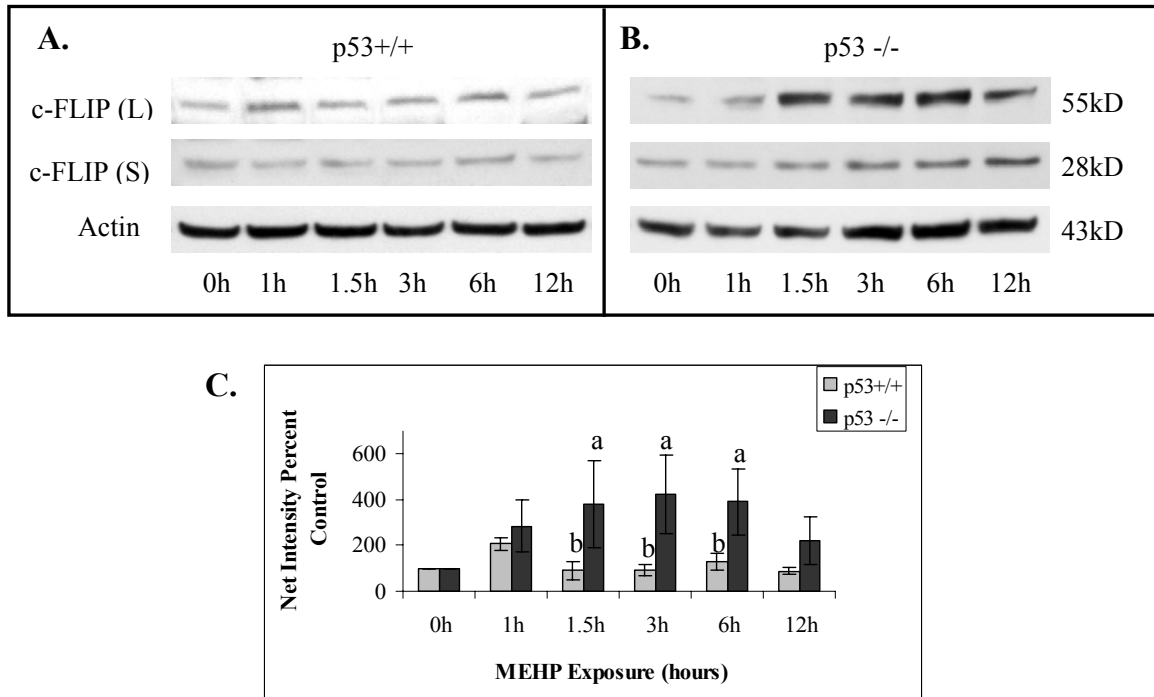 A.
p53+/+
c-FLIP (L)
c-FLIP (S)
Actin
0h 1h 1.5h 3h 6h 12h
B.
p53 -/-
55kD
28kD
43kD
0h 1h 1.5h 3h 6h 12h
C.
p53+/+
p53 -/-
Net Intensity Percent
Control
600
400
200
0
a a a
b b b
0h 1h 1.5h 3h 6h 12h
MEHP Exposure (hours)